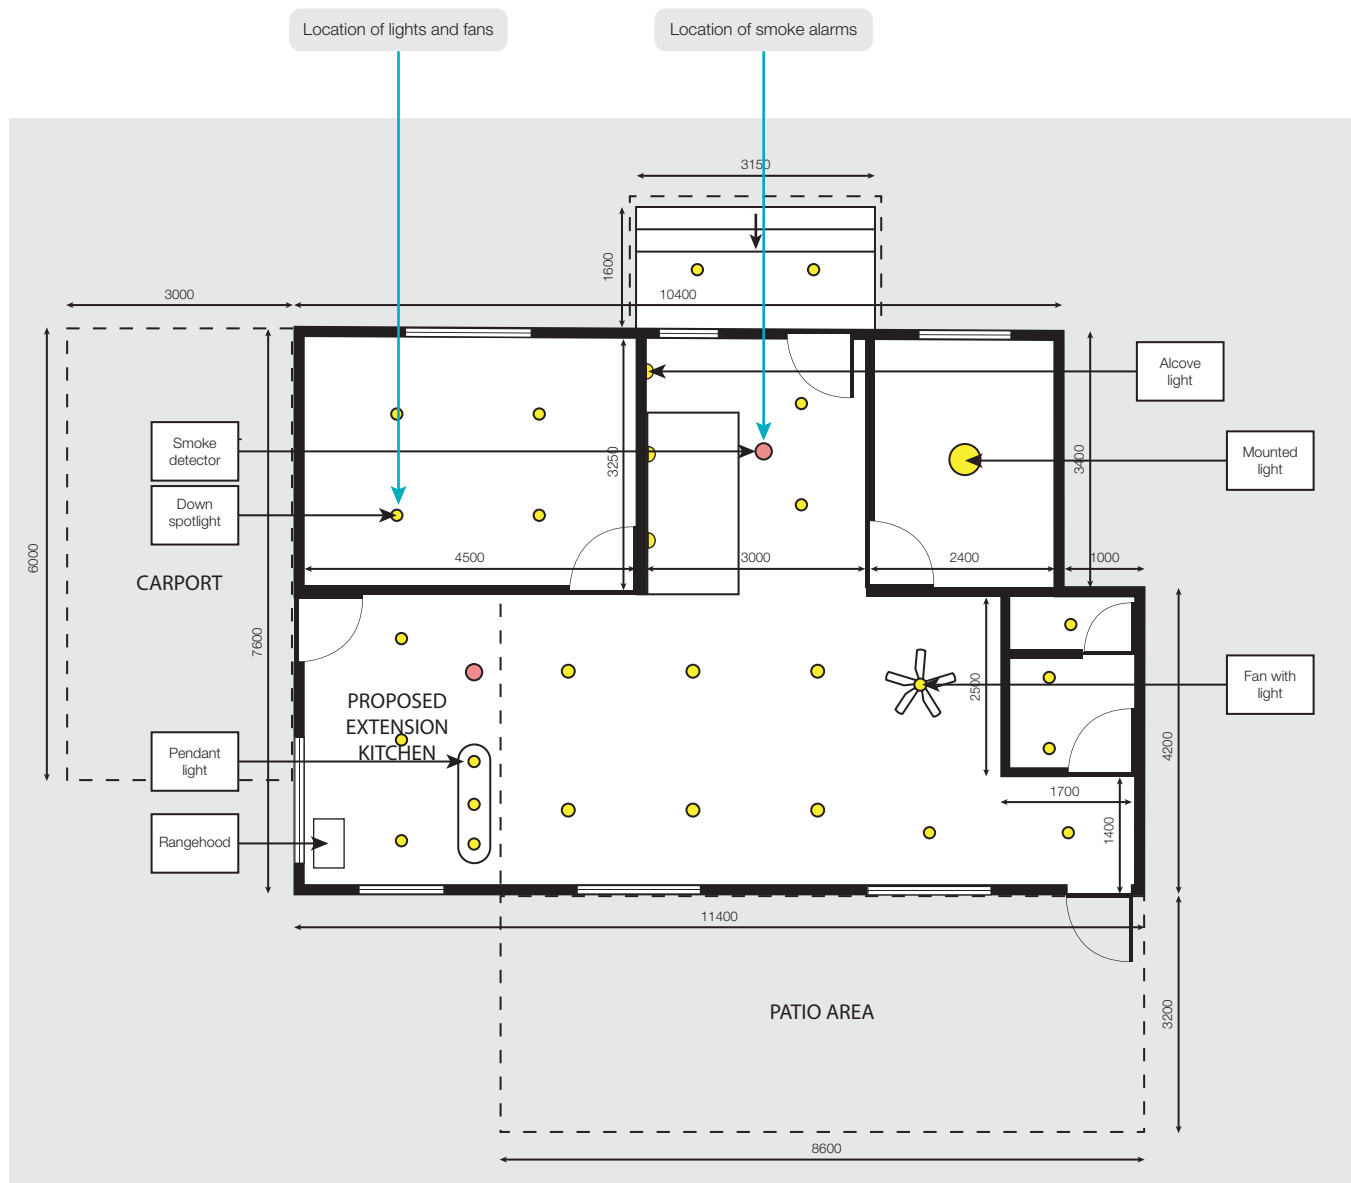 Location of lights and fans
Location of smoke alarms
3150
1600
3000
10400
Alcove
light
Smoke
detector
3250
3400
Mounted
light
Down
spotlight
6000
CARPORT
4500
3000
2400
1000
7600
2500
Fan with
light
PROPOSED
EXTENSION
KITCHEN
Pendant
light
4200
1700
1400
Rangehood
11400
PATIO AREA
3200
8600